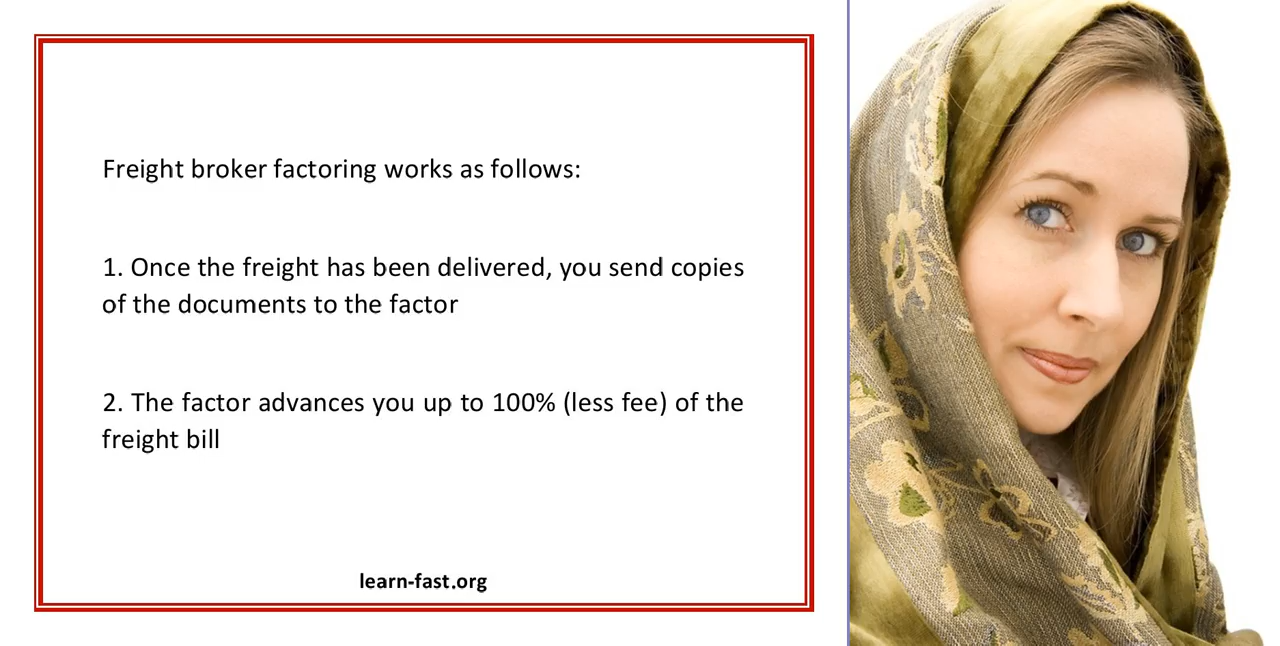 Freight broker factoring works as follows:
1. Once the freight has been delivered, you send copies
of the documents to the factor
2. The factor advances you up to 100% (less fee) of the
freight bill
learn-fast.org